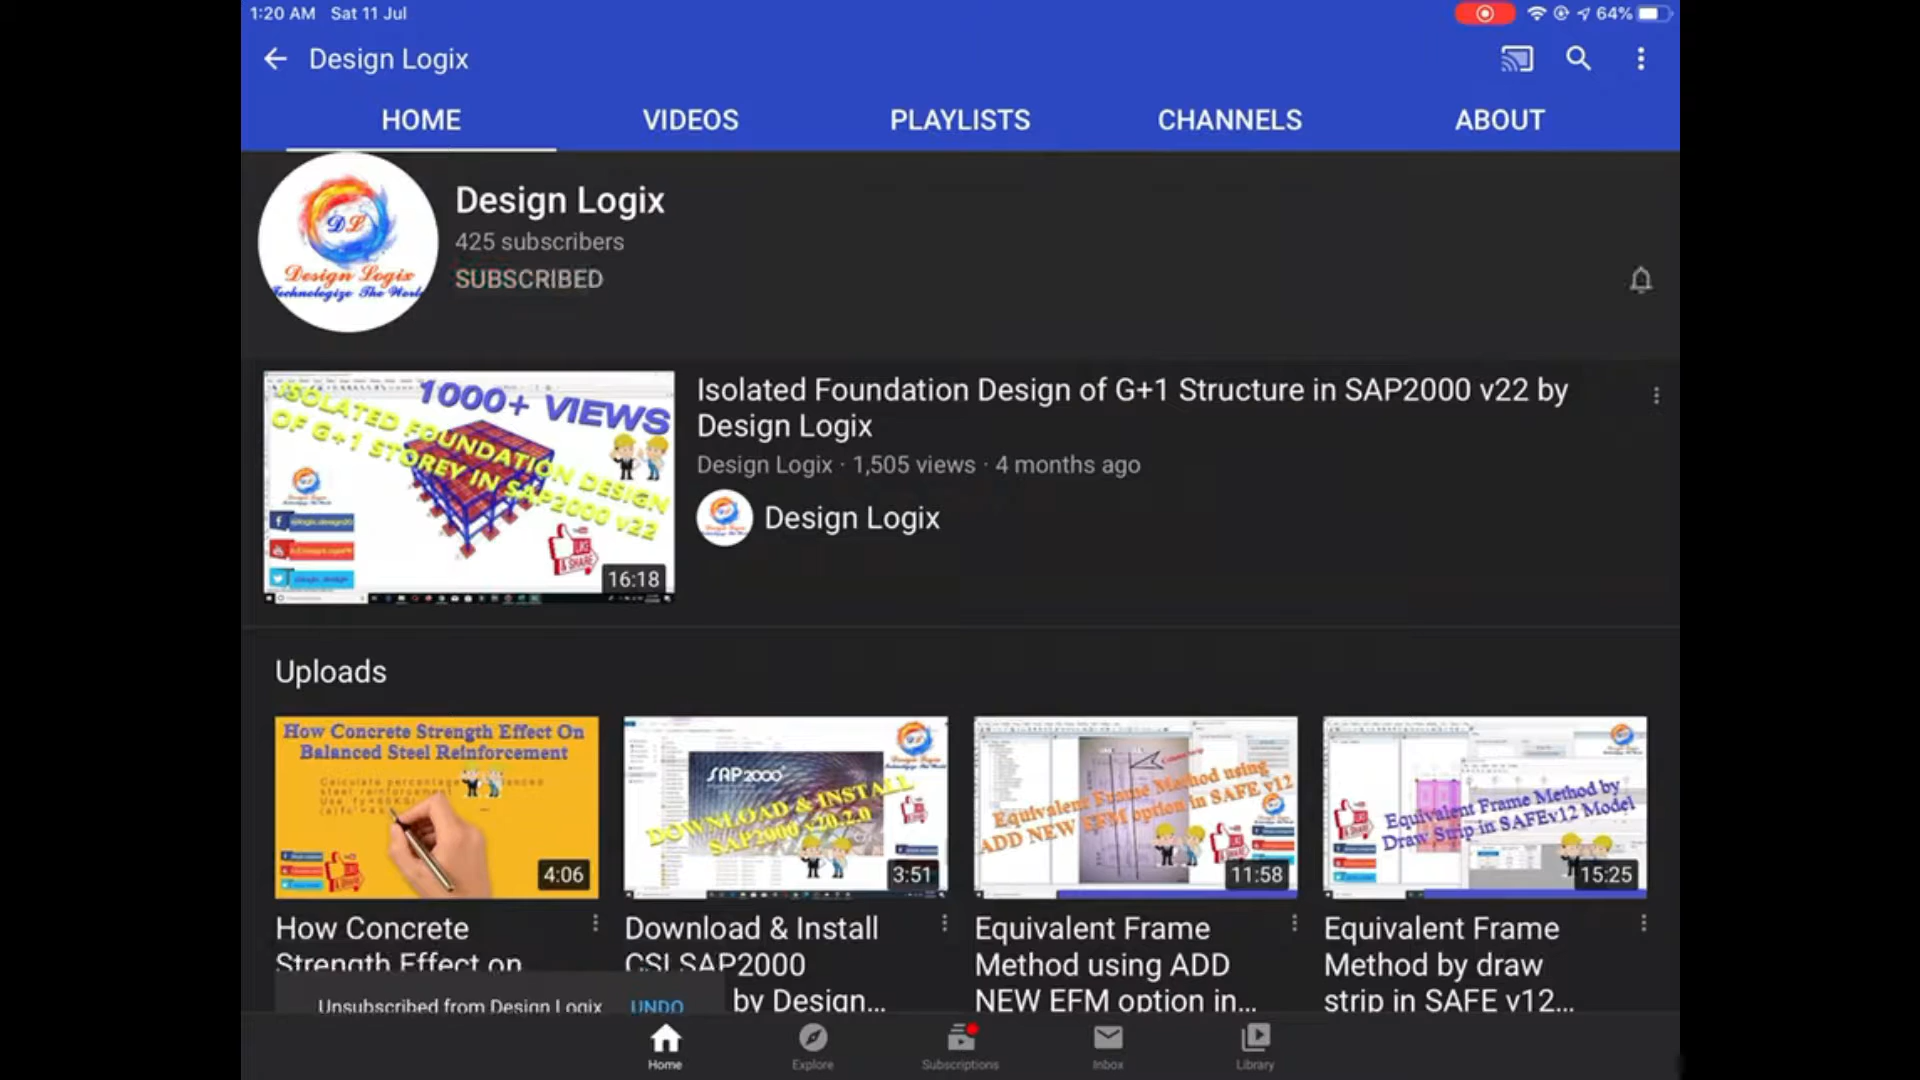 1:20 AM Sat 11 Jul
64%
Design Logix
HOME
VIDEOS
PLAYLISTS
CHANNELS
ABOUT
DL
Design Logix
Technologize The
Design Logix
425 subscribers
SUBSCRIBED
1000+ VIEWS
ISOLATED FOUNDATION DESIGN
OF G+1 STOREY IN SAP2000 v22
LIKE
& SHARE
16:18
Isolated Foundation Design of G+1 Structure in SAP2000 v22 by
Design Logix
Design Logix · 1,505 views · 4 months ago
Design Logix
Uploads
How Concrete Strength Effect On
Balanced Steel Reinforcement
4:06
SAP2000
DOWNLOAD & INSTALL
SAP2000 v20.2.0
3:51
Equivalent Frame Method using
ADD NEW EFM option in SAFE v12
11:58
Equivalent Frame Method by
Draw Strip in SAFEv12 Model
15:25
How Concrete
Strength Effect on
Download & Install
CSI SAP2000
by Design...
Equivalent Frame
Method using ADD
NEW EFM option in...
Equivalent Frame
Method by draw
strip in SAFE v12...
Unsubscribed from Design Logix
UNDO
Home
Explore
Subscriptions
Inbox
Library